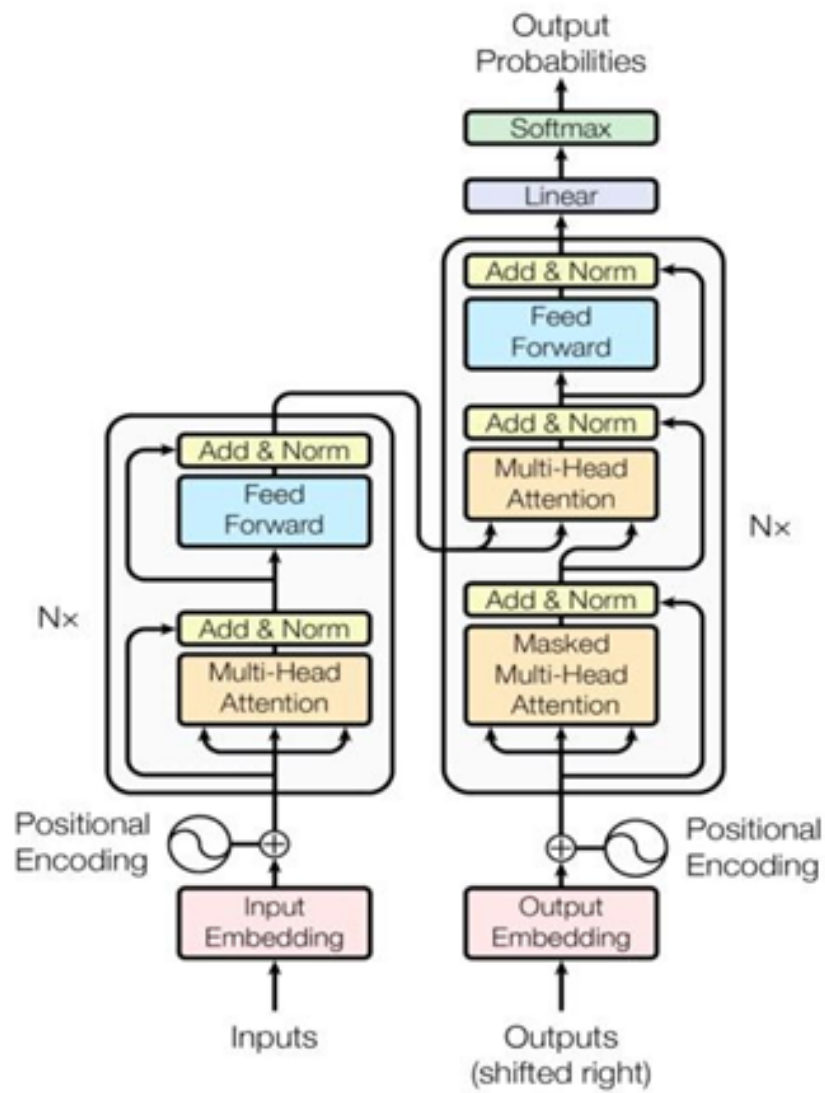 Output
Probabilities
Softmax
Linear
Add & Norm
Feed
Forward
Add & Norm
Multi-Head
Attention
Nx
Add & Norm
Masked
Multi-Head
Attention
Add & Norm
Feed
Forward
Nx
Add & Norm
Multi-Head
Attention
Positional
Encoding
Positional
Encoding
Input
Embedding
Output
Embedding
Inputs
Outputs
(shifted right)